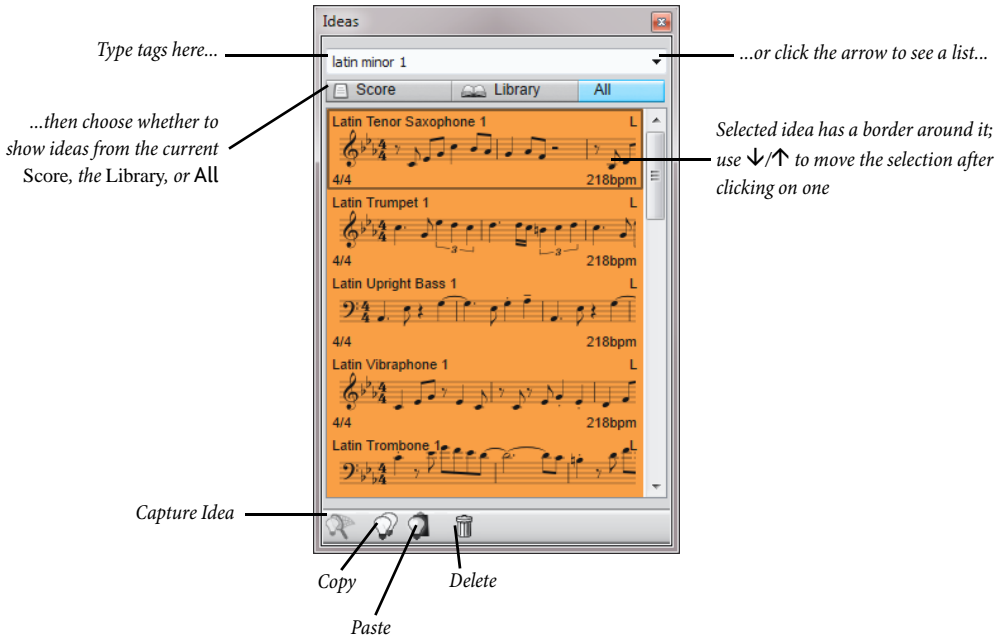 Ideas
Type tags here...
...or click the arrow to see a list...
latin minor 1
Score
Library
All
...then choose whether to
show ideas from the current
Score, the Library, or All
Selected idea has a border around it;
use ↓/↑ to move the selection after
clicking on one
Latin Tenor Saxophone 1 L
4/4 218bpm
Latin Trumpet 1 L
3 3
4/4 218bpm
Latin Upright Bass 1 L
4/4 218bpm
Latin Vibraphone 1 L
4/4 218bpm
Latin Trombone 1 L
Capture Idea
Copy
Delete
Paste